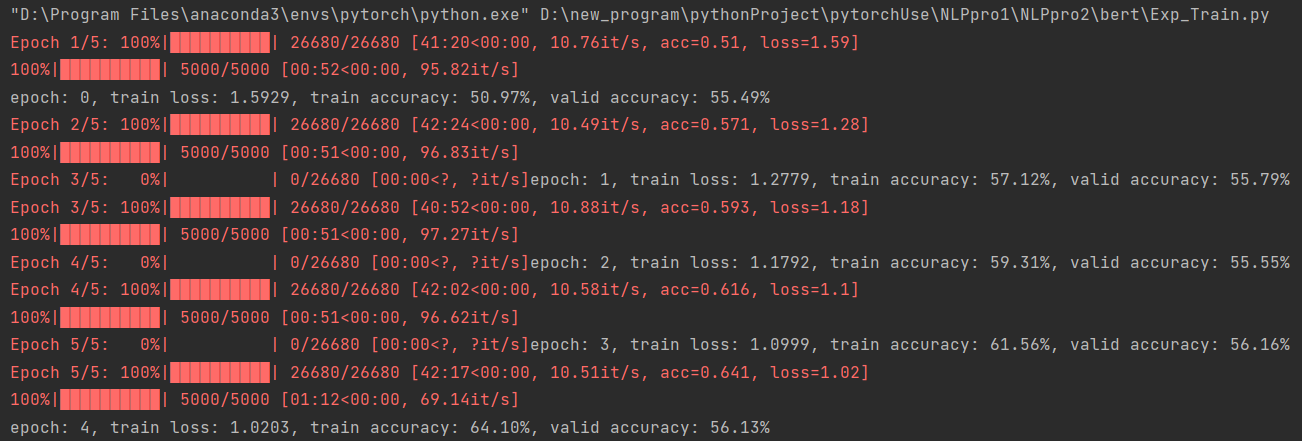 "D:\Program Files\anaconda3\envs\pytorch\python.exe" D:\new_program\pythonProject\pytorchUse\NLPpro1\NLPpro2\bert\Exp_Train.py
Epoch 1/5: 100%|██████████| 26680/26680 [41:20<00:00, 10.76it/s, acc=0.51, loss=1.59]
100%|██████████| 5000/5000 [00:52<00:00, 95.82it/s]
epoch: 0, train loss: 1.5929, train accuracy: 50.97%, valid accuracy: 55.49%
Epoch 2/5: 100%|██████████| 26680/26680 [42:24<00:00, 10.49it/s, acc=0.571, loss=1.28]
100%|██████████| 5000/5000 [00:51<00:00, 96.83it/s]
Epoch 3/5:   0%|          | 0/26680 [00:00<?, ?it/s]epoch: 1, train loss: 1.2779, train accuracy: 57.12%, valid accuracy: 55.79%
Epoch 3/5: 100%|██████████| 26680/26680 [40:52<00:00, 10.88it/s, acc=0.593, loss=1.18]
100%|██████████| 5000/5000 [00:51<00:00, 97.27it/s]
Epoch 4/5:   0%|          | 0/26680 [00:00<?, ?it/s]epoch: 2, train loss: 1.1792, train accuracy: 59.31%, valid accuracy: 55.55%
Epoch 4/5: 100%|██████████| 26680/26680 [42:02<00:00, 10.58it/s, acc=0.616, loss=1.1]
100%|██████████| 5000/5000 [00:51<00:00, 96.62it/s]
Epoch 5/5:   0%|          | 0/26680 [00:00<?, ?it/s]epoch: 3, train loss: 1.0999, train accuracy: 61.56%, valid accuracy: 56.16%
Epoch 5/5: 100%|██████████| 26680/26680 [42:17<00:00, 10.51it/s, acc=0.641, loss=1.02]
100%|██████████| 5000/5000 [01:12<00:00, 69.14it/s]
epoch: 4, train loss: 1.0203, train accuracy: 64.10%, valid accuracy: 56.13%